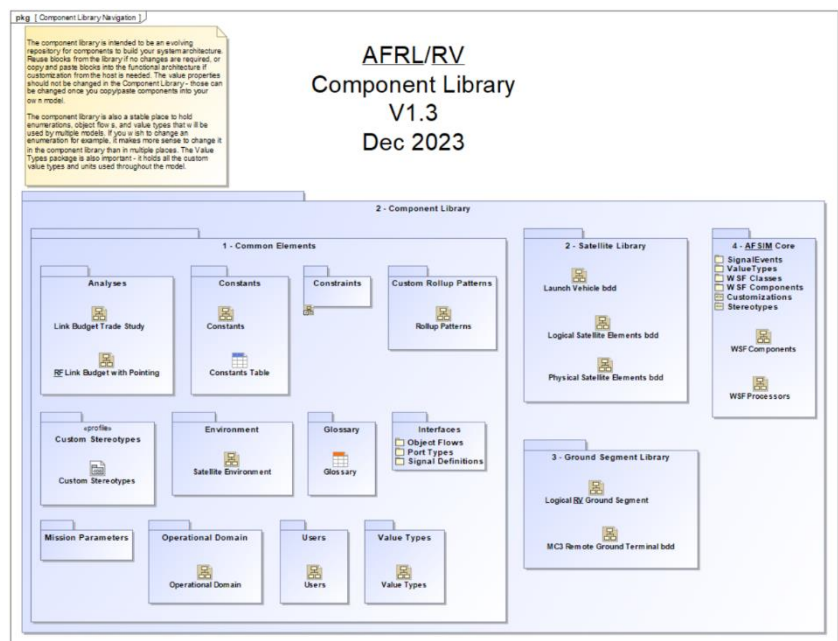 pkg [ Component Library Navigation ]
The component library is intended to be an evolving
repository for components to build your system architecture.
Reuse blocks from the library if no changes are required, or
copy and paste blocks into the functional architecture if
customization from the host is needed. The value properties
should not be changed in the Component Library - those can
be changed once you copy/paste components into your
own model.
The component library is also a stable place to hold
enumerations, object flows, and value types that will be
used by multiple models. If you wish to change an
enumeration for example, it makes more sense to change it
in the component library than in multiple places. The Value
Types package is also important - it holds all the custom
value types and units used throughout the model.
AFRL/RV
Component Library
V1.3
Dec 2023
2 - Component Library
1 - Common Elements
Analyses
Link Budget Trade Study
RF Link Budget with Pointing
Constants
Constants
Constants Table
Constraints
Custom Rollup Patterns
Rollup Patterns
«profile»
Custom Stereotypes
Custom Stereotypes
Environment
Satellite Environment
Glossary
Glossary
Interfaces
Object Flows
Port Types
Signal Definitions
Mission Parameters
Operational Domain
Operational Domain
Users
Users
Value Types
Value Types
2 - Satellite Library
Launch Vehicle bdd
Logical Satellite Elements bdd
Physical Satellite Elements bdd
3 - Ground Segment Library
Logical RV Ground Segment
MC3 Remote Ground Terminal bdd
4 - AFSIM Core
SignalEvents
ValueTypes
WSF Classes
WSF Components
Customizations
Stereotypes
WSFComponents
WSFProcessors